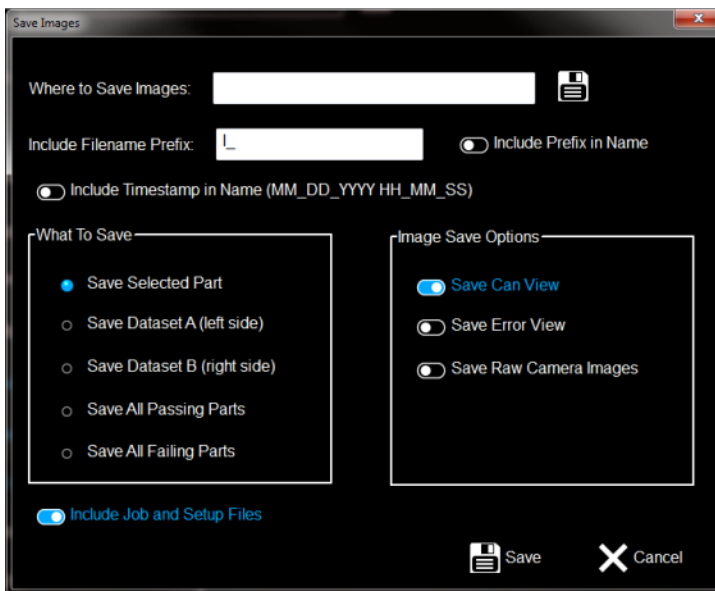 Save Images
x
Where to Save Images:
Include Filename Prefix: I_ Include Prefix in Name
Include Timestamp in Name (MM_DD_YYYY HH_MM_SS)
What To Save
Save Selected Part
Save Dataset A (left side)
Save Dataset B (right side)
Save All Passing Parts
Save All Failing Parts
Image Save Options
Save Can View
Save Error View
Save Raw Camera Images
Include Job and Setup Files
Save Cancel